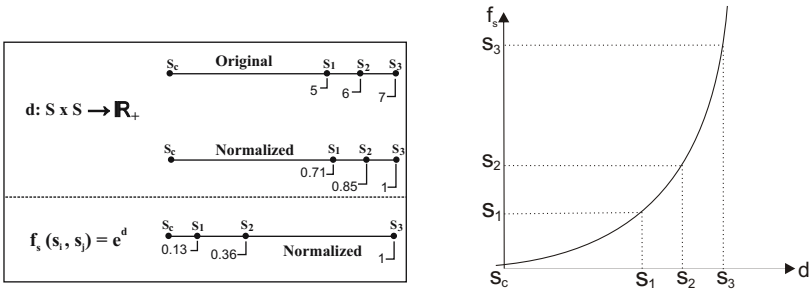 Sc Original S1 S2 S3
5 6 7
d: S x S → ℝ+
Sc Normalized S1 S2 S3
0.71 0.85 1
fs (si , sj) = e^d
Sc S1 S2 S3
0.13 0.36 Normalized 1
fs
S3
S2
S1
Sc S1 S2 S3 d